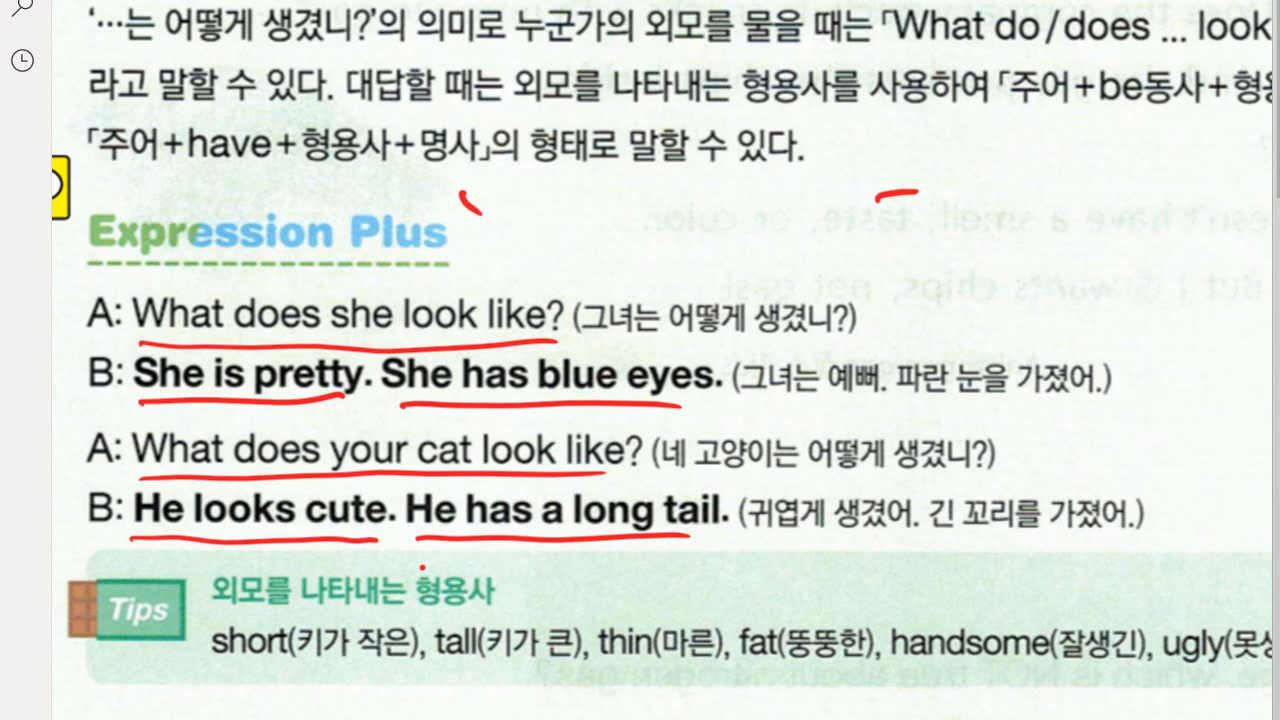 '…는 어떻게 생겼니?'의 의미로 누군가의 외모를 물을 때는 「What do/does ... look
라고 말할 수 있다. 대답할 때는 외모를 나타내는 형용사를 사용하여 「주어+be동사+형용
「주어+have+형용사+명사」의 형태로 말할 수 있다.
Expression Plus
A: What does she look like? (그녀는 어떻게 생겼니?)
B: She is pretty. She has blue eyes. (그녀는 예뻐. 파란 눈을 가졌어.)
A: What does your cat look like? (네 고양이는 어떻게 생겼니?)
B: He looks cute. He has a long tail. (귀엽게 생겼어. 긴 꼬리를 가졌어.)
Tips
외모를 나타내는 형용사
short(키가 작은), tall(키가 큰), thin(마른), fat(뚱뚱한), handsome(잘생긴), ugly(못생